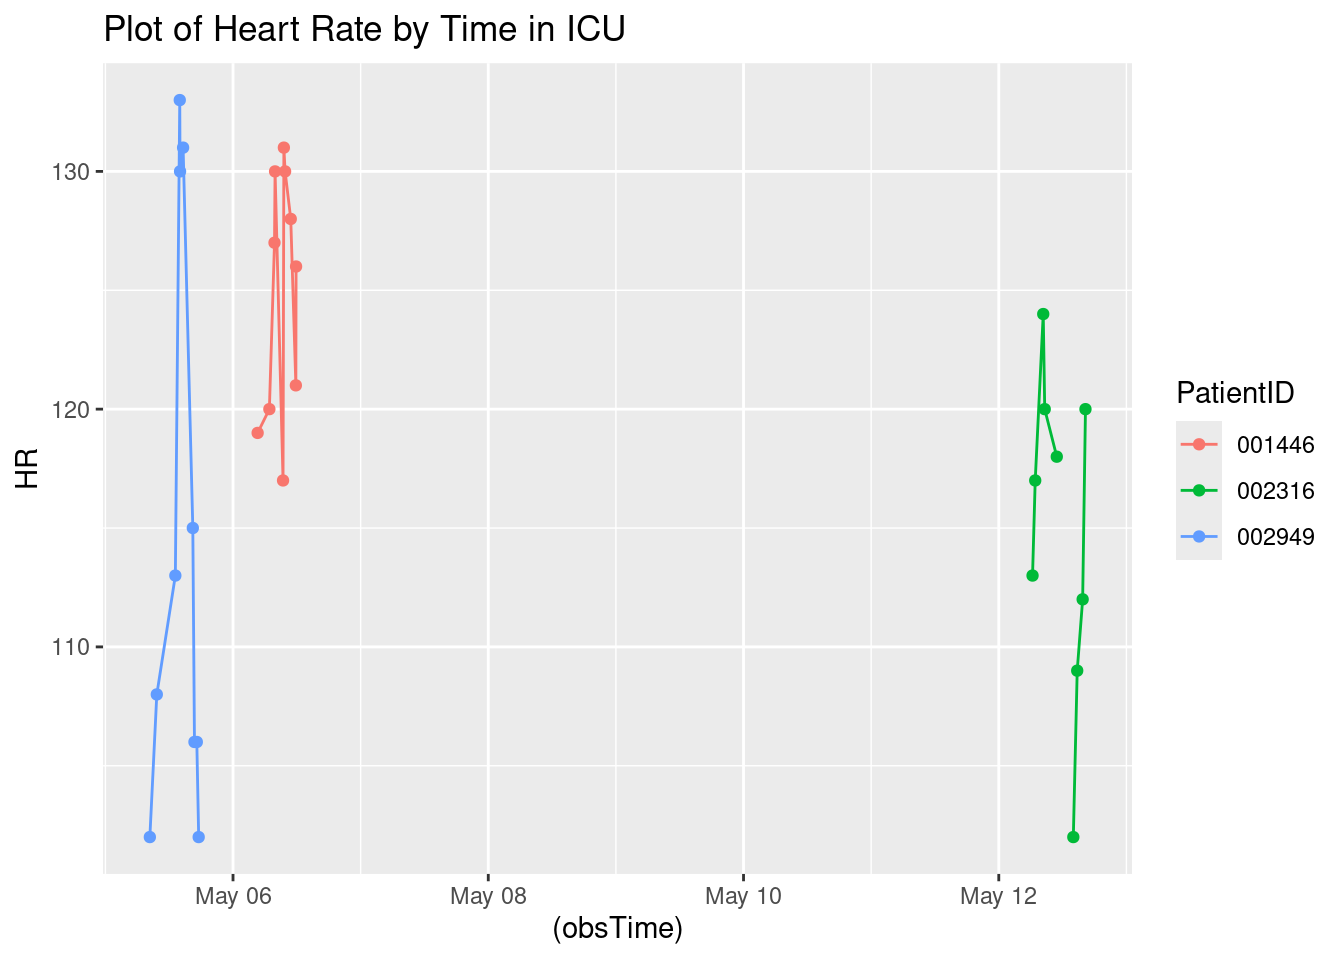 Plot of Heart Rate by Time in ICU
HR
130
120
110
May 06
May 08
May 10
May 12
(obsTime)
PatientID
001446
002316
002949